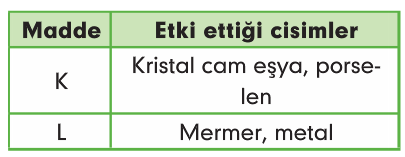 Madde Etki ettiği cisimler
K Kristal cam eşya, porse-
len
L Mermer, metal